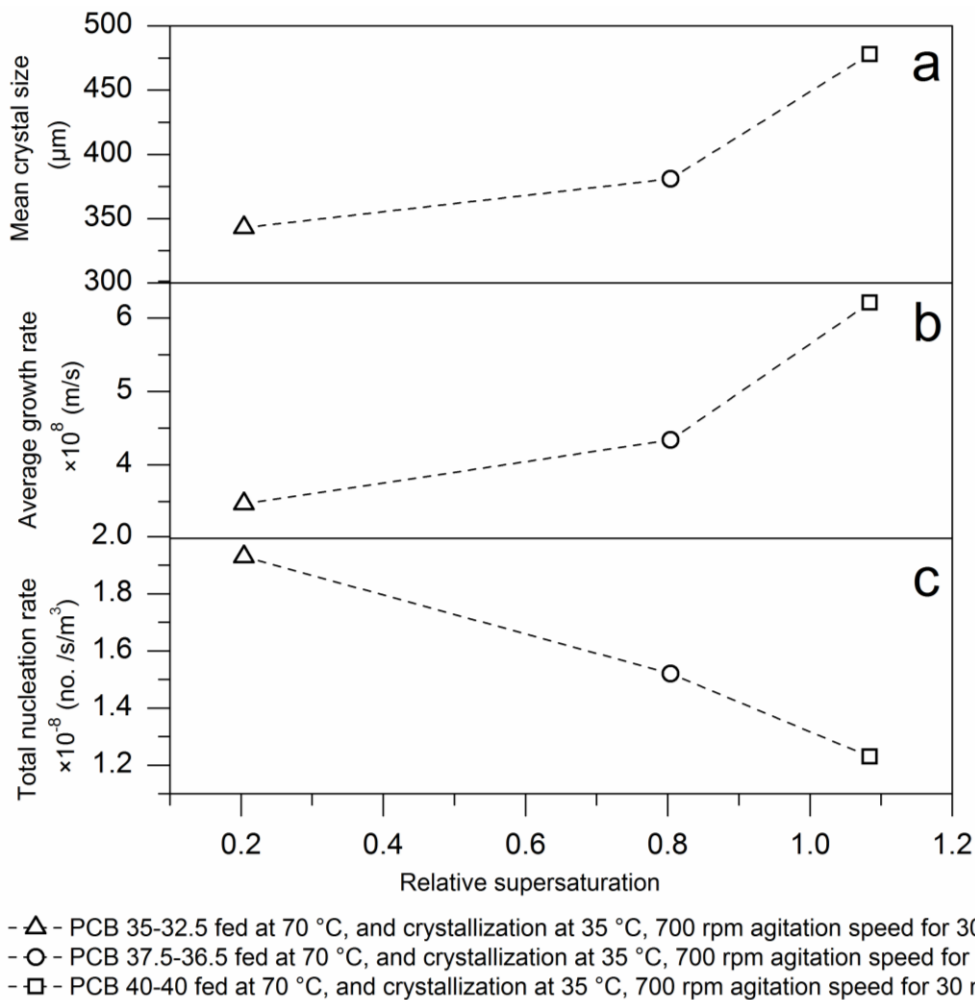 500
450
400
350
300
Mean crystal size
(µm)
a
6
5
4
Average growth rate
×10⁸ (m/s)
b
2.0
1.8
1.6
1.4
1.2
Total nucleation rate
×10⁻⁸ (no. /s/m³)
c
0.2 0.4 0.6 0.8 1.0 1.2
Relative supersaturation
PCB 35-32.5 fed at 70 °C, and crystallization at 35 °C, 700 rpm agitation speed for 30
PCB 37.5-36.5 fed at 70 °C, and crystallization at 35 °C, 700 rpm agitation speed for
PCB 40-40 fed at 70 °C, and crystallization at 35 °C, 700 rpm agitation speed for 30